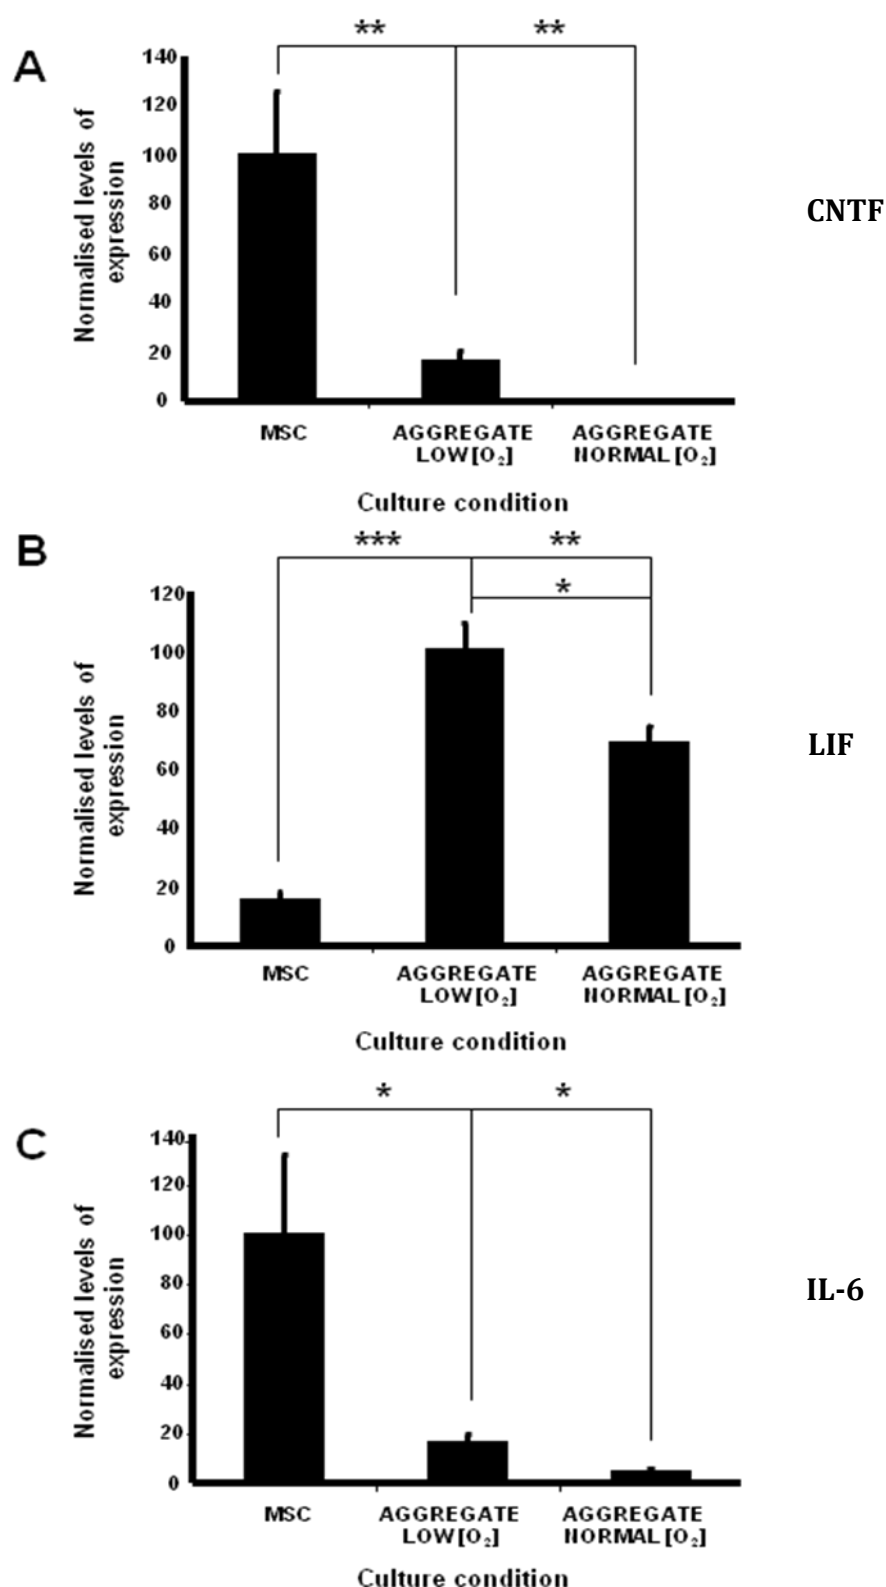 A
** **
Normalised levels of
expression
140
120
100
80
60
40
20
0
CNTF
MSC
AGGREGATE
LOW[O₂]
AGGREGATE
NORMAL[O₂]
Culture condition
B
*** **
*
Normalised levels of
expression
120
100
80
60
40
20
0
LIF
MSC
AGGREGATE
LOW[O₂]
AGGREGATE
NORMAL[O₂]
Culture condition
C
* *
Normalised levels of
expression
140
120
100
80
60
40
20
0
IL-6
MSC
AGGREGATE
LOW[O₂]
AGGREGATE
NORMAL[O₂]
Culture condition